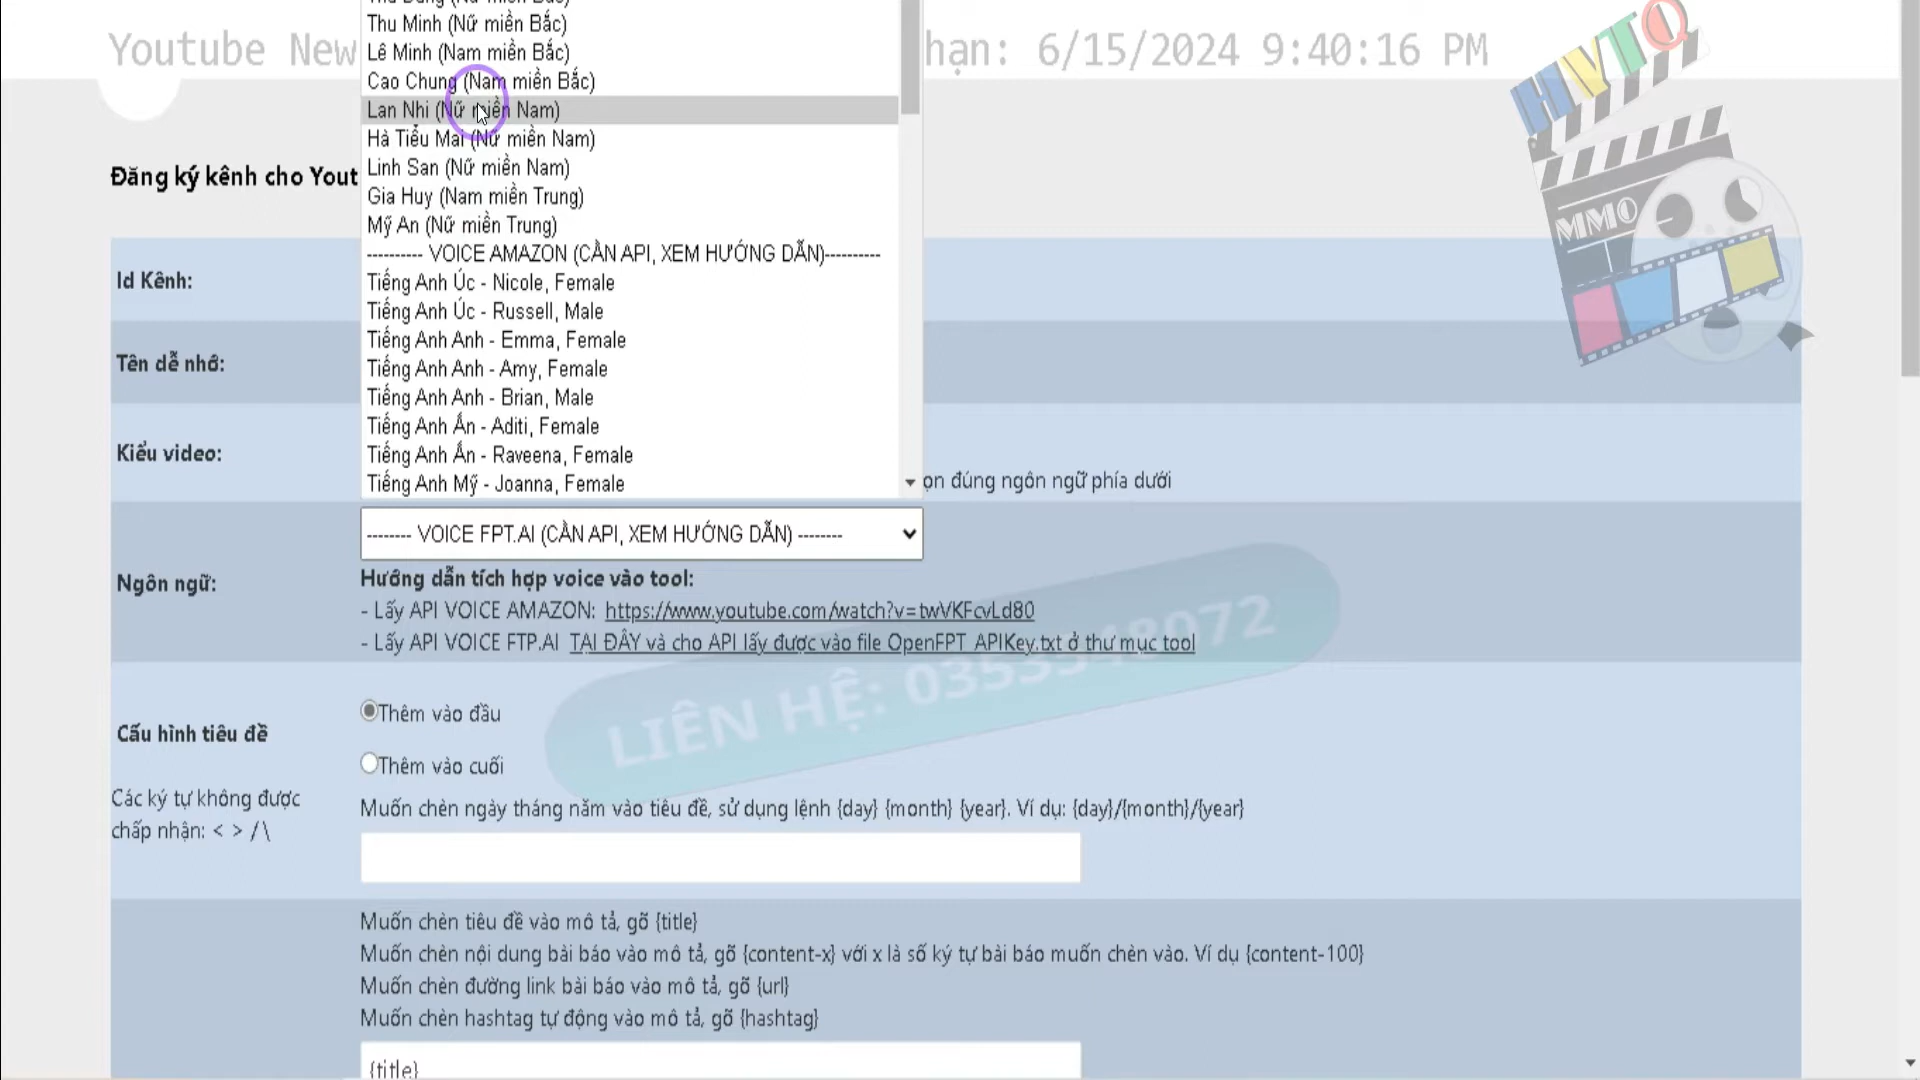 Thu Minh (Nữ miền Bắc)
Youtube New
hạn: 6/15/2024 9:40:16 PM
Lê Minh (Nam miền Bắc)
Cao Chung (Nam miền Bắc)
Lan Nhi (Nữ miền Nam)
Hà Tiểu Mai (Nữ miền Nam)
Linh San (Nữ miền Nam)
Gia Huy (Nam miền Trung)
Mỹ An (Nữ miền Trung)
---------- VOICE AMAZON (CẦN API, XEM HƯỚNG DẪN)----------
Tiếng Anh Úc - Nicole, Female
Tiếng Anh Úc - Russell, Male
Tiếng Anh Anh - Emma, Female
Tiếng Anh Anh - Amy, Female
Tiếng Anh Anh - Brian, Male
Tiếng Anh Ấn - Aditi, Female
Tiếng Anh Ấn - Raveena, Female
Tiếng Anh Mỹ - Joanna, Female
HVTQ
MMO
Đăng ký kênh cho Yout
Id Kênh:
Tên dễ nhớ:
Kiểu video:
ọn đúng ngôn ngữ phía dưới
-------- VOICE FPT.AI (CẦN API, XEM HƯỚNG DẪN) --------
Ngôn ngữ:
Hướng dẫn tích hợp voice vào tool:
- Lấy API VOICE AMAZON: https://www.youtube.com/watch?v=twVKFcvLd80
- Lấy API VOICE FTP.AI TẠI ĐÂY và cho API lấy được vào file OpenFPT_APIKey.txt ở thư mục tool
LIÊN HỆ: 0353548072
Cấu hình tiêu đề
Thêm vào đầu
Thêm vào cuối
Các ký tự không được
chấp nhận: < > / \
Muốn chèn ngày tháng năm vào tiêu đề, sử dụng lệnh {day} {month} {year}. Ví dụ: {day}/{month}/{year}
Muốn chèn tiêu đề vào mô tả, gõ {title}
Muốn chèn nội dung bài báo vào mô tả, gõ {content-x} với x là số ký tự bài báo muốn chèn vào. Ví dụ {content-100}
Muốn chèn đường link bài báo vào mô tả, gõ {url}
Muốn chèn hashtag tự động vào mô tả, gõ {hashtag}
{title}